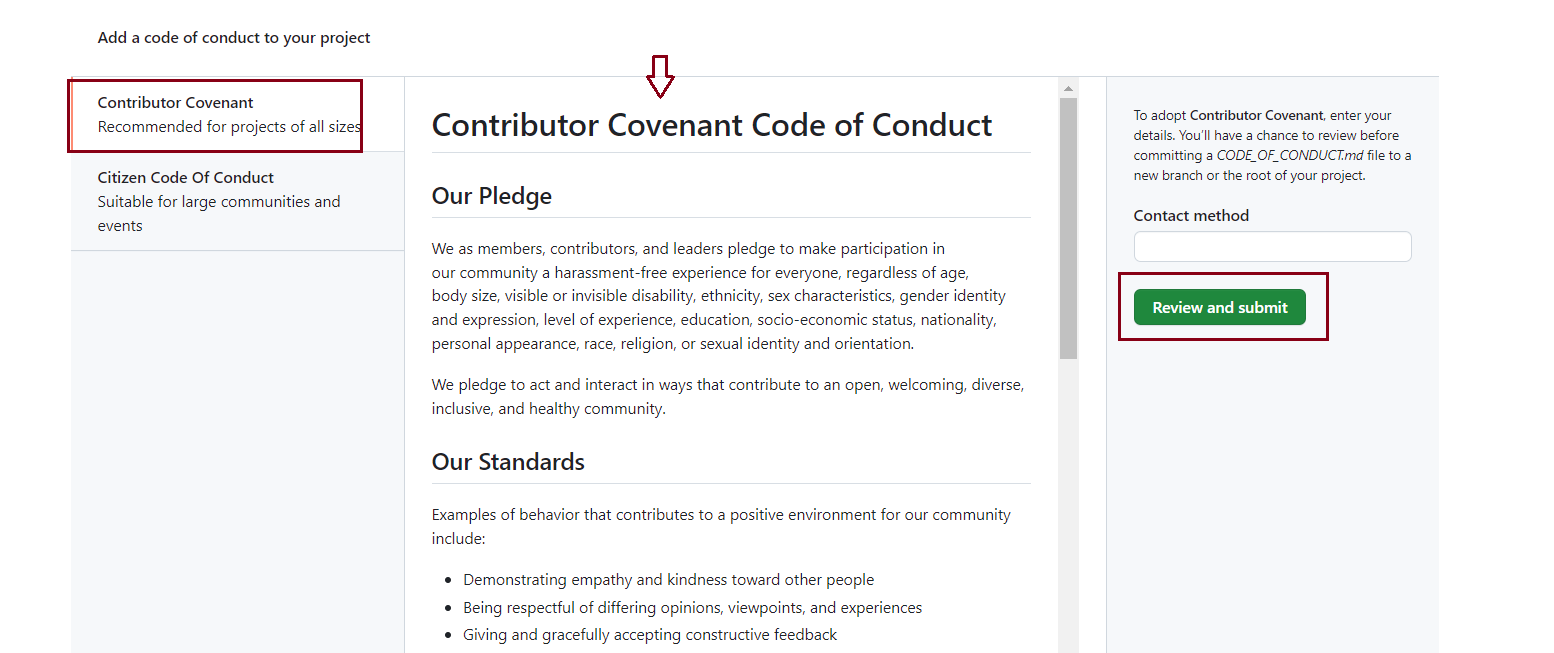 Add a code of conduct to your project
Contributor Covenant
Recommended for projects of all sizes
Citizen Code Of Conduct
Suitable for large communities and
events
Contributor Covenant Code of Conduct
Our Pledge
We as members, contributors, and leaders pledge to make participation in
our community a harassment-free experience for everyone, regardless of age,
body size, visible or invisible disability, ethnicity, sex characteristics, gender identity
and expression, level of experience, education, socio-economic status, nationality,
personal appearance, race, religion, or sexual identity and orientation.
We pledge to act and interact in ways that contribute to an open, welcoming, diverse,
inclusive, and healthy community.
Our Standards
Examples of behavior that contributes to a positive environment for our community
include:
• Demonstrating empathy and kindness toward other people
• Being respectful of differing opinions, viewpoints, and experiences
• Giving and gracefully accepting constructive feedback
To adopt Contributor Covenant, enter your
details. You'll have a chance to review before
committing a CODE_OF_CONDUCT.md file to a
new branch or the root of your project.
Contact method
Review and submit